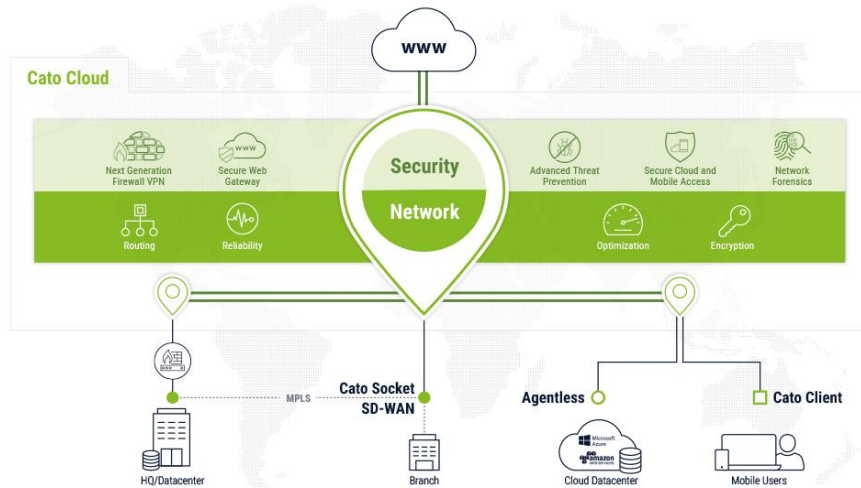 www
Cato Cloud
Next Generation
Firewall VPN
Secure Web
Gateway
www
Security
Advanced Threat
Prevention
Secure Cloud and
Mobile Access
Network
Forensics
Network
Routing
Reliability
Optimization
Encryption
MPLS
Cato Socket
SD-WAN
Agentless
Cato Client
Microsoft
Azure
amazon
web services
HQ/Datacenter
Branch
Cloud Datacenter
Mobile Users